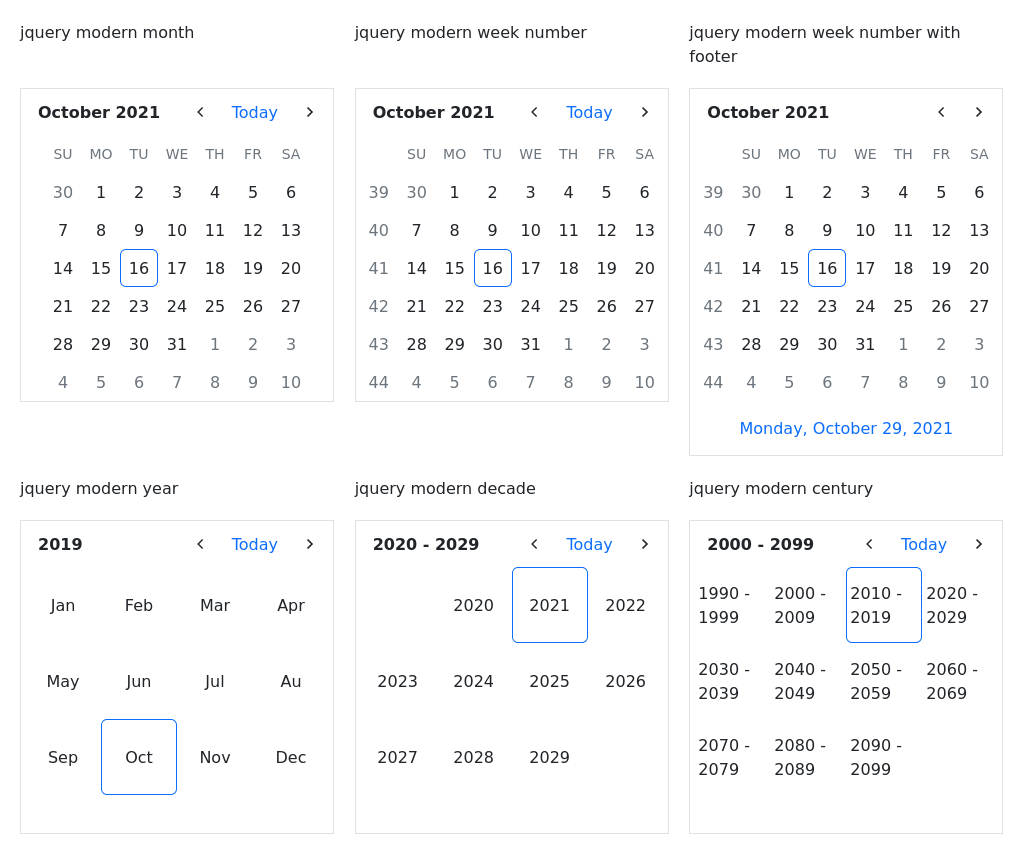 jquery modern month
October 2021 Today
SU MO TU WE TH FR SA
30 1 2 3 4 5 6
7 8 9 10 11 12 13
14 15 16 17 18 19 20
21 22 23 24 25 26 27
28 29 30 31 1 2 3
4 5 6 7 8 9 10
jquery modern week number
October 2021 Today
SU MO TU WE TH FR SA
39 30 1 2 3 4 5 6
40 7 8 9 10 11 12 13
41 14 15 16 17 18 19 20
42 21 22 23 24 25 26 27
43 28 29 30 31 1 2 3
44 4 5 6 7 8 9 10
jquery modern week number with
footer
October 2021
SU MO TU WE TH FR SA
39 30 1 2 3 4 5 6
40 7 8 9 10 11 12 13
41 14 15 16 17 18 19 20
42 21 22 23 24 25 26 27
43 28 29 30 31 1 2 3
44 4 5 6 7 8 9 10
Monday, October 29, 2021
jquery modern year
2019 Today
Jan Feb Mar Apr
May Jun Jul Au
Sep Oct Nov Dec
jquery modern decade
2020 - 2029 Today
2020 2021 2022
2023 2024 2025 2026
2027 2028 2029
jquery modern century
2000 - 2099 Today
1990 - 2000 - 2010 - 2020 -
1999 2009 2019 2029
2030 - 2040 - 2050 - 2060 -
2039 2049 2059 2069
2070 - 2080 - 2090 -
2079 2089 2099